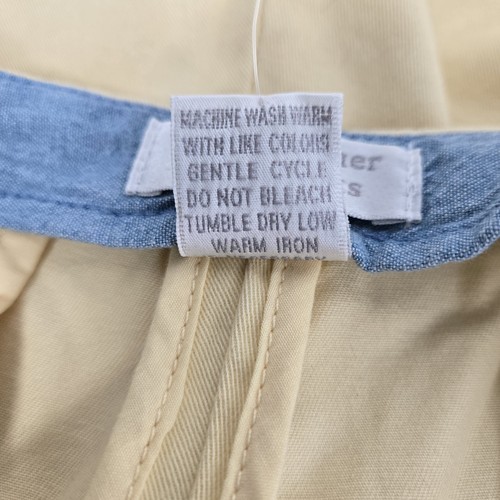 MACHINE WASH WARM
WITH LIKE COLORS
GENTLE CYCLE
DO NOT BLEACH
TUMBLE DRY LOW
WARM IRON